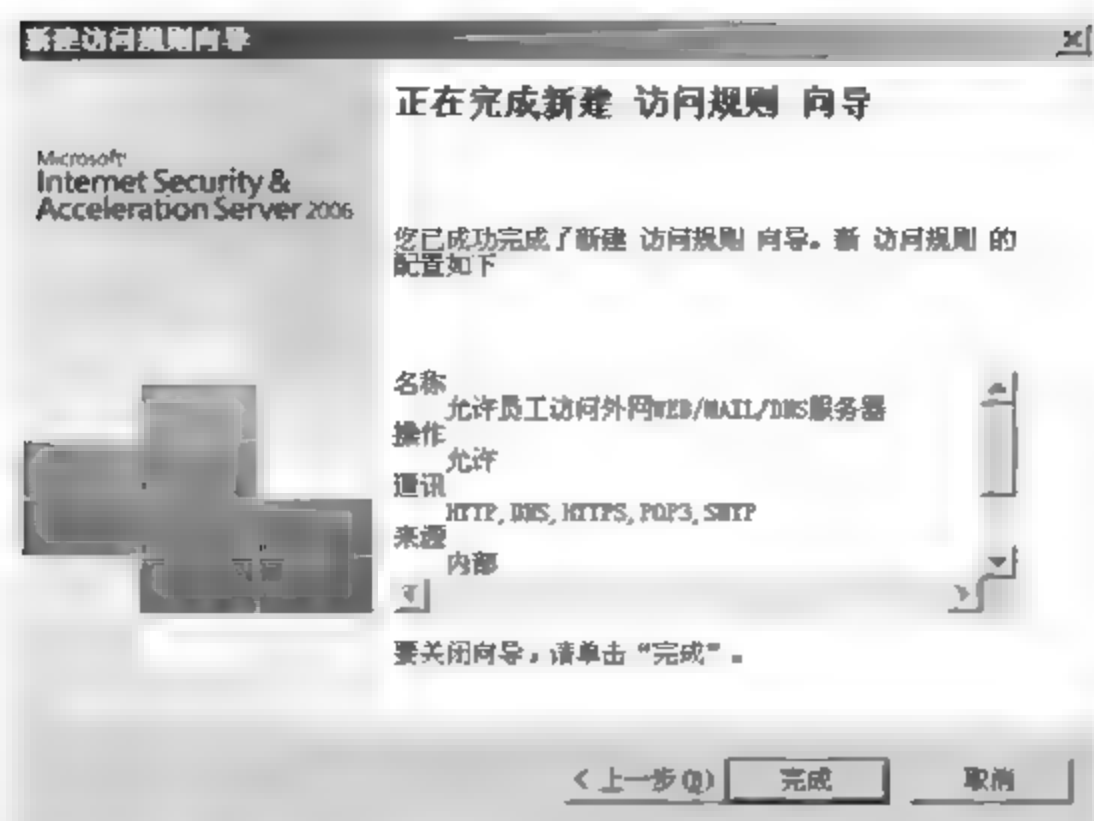 新建访问规则向导
正在完成新建 访问规则 向导
Microsoft
Internet Security &
Acceleration Server 2006
您已成功完成了新建 访问规则 向导。新 访问规则 的
配置如下
名称
允许员工访问外网WEB/MAIL/DNS服务器
操作
允许
通讯
HTTP,DNS,HTTPS,POP3,SMTP
来源
内部
要关闭向导,请单击“完成”。
< 上一步(B) 完成 取消